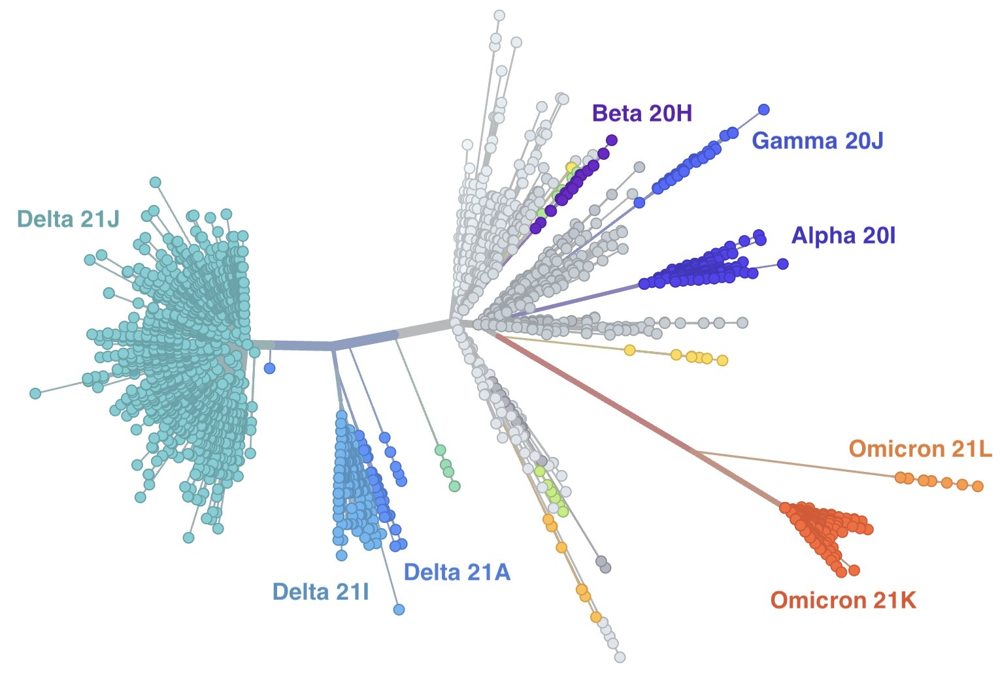 Beta 20H
Gamma 20J
Delta 21J
Alpha 20I
Omicron 21L
Delta 21A
Delta 21I
Omicron 21K